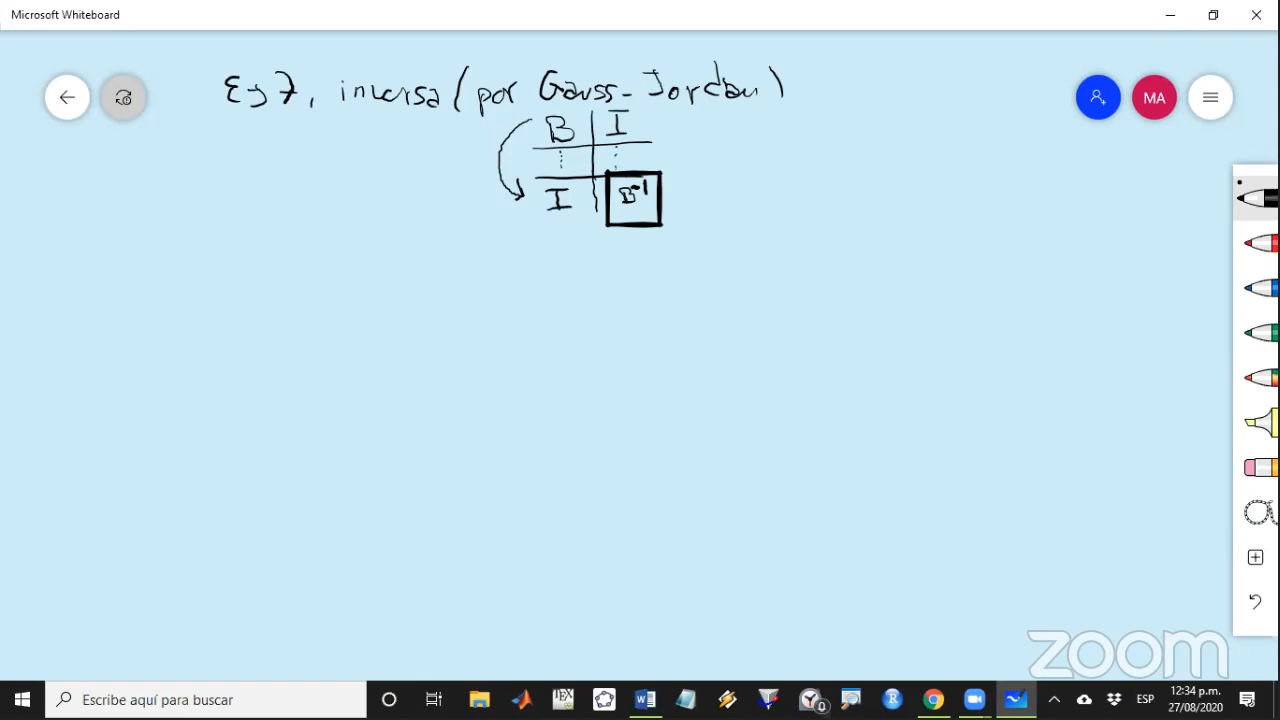 Microsoft Whiteboard
Ej 7, inversa (por Gauss-Jordan)
MA
B | I
I | B⁻¹
zoom
Escribe aquí para buscar
ESP
12:34 p.m.
27/08/2020